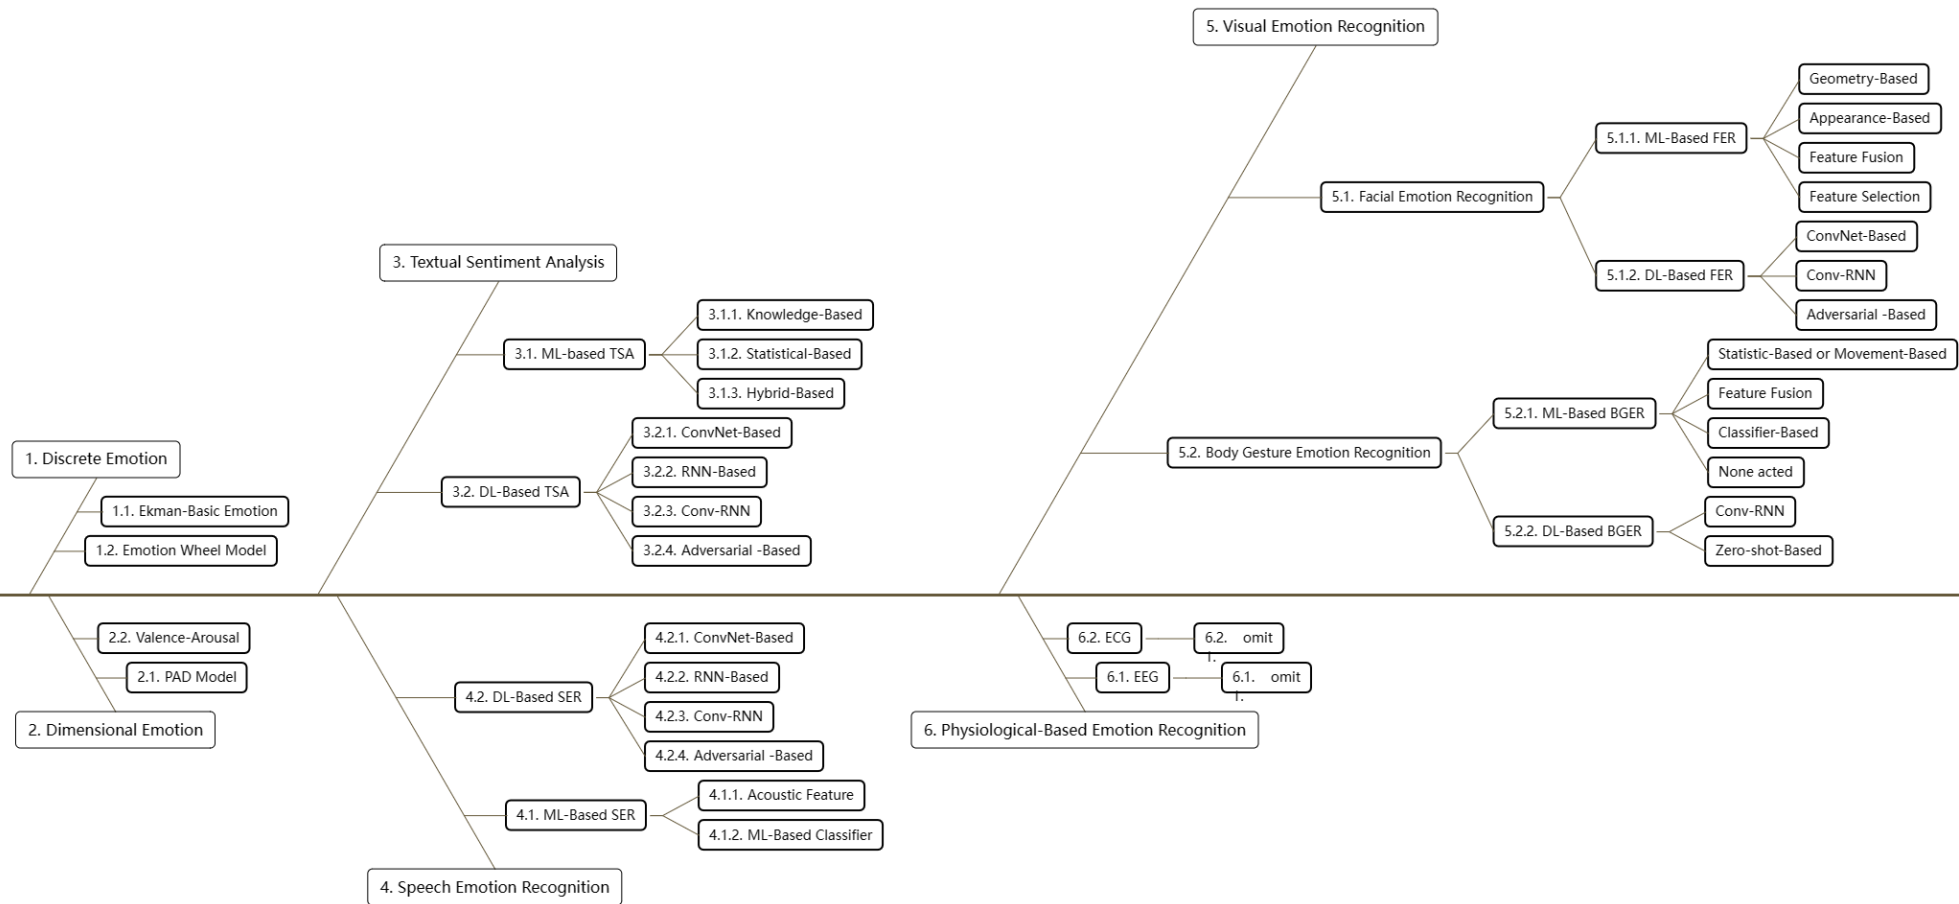 5. Visual Emotion Recognition
Geometry-Based
Appearance-Based
5.1.1. ML-Based FER
Feature Fusion
Feature Selection
5.1. Facial Emotion Recognition
ConvNet-Based
5.1.2. DL-Based FER
Conv-RNN
Adversarial -Based
Statistic-Based or Movement-Based
Feature Fusion
5.2.1. ML-Based BGER
Classifier-Based
None acted
5.2. Body Gesture Emotion Recognition
Conv-RNN
5.2.2. DL-Based BGER
Zero-shot-Based
3. Textual Sentiment Analysis
3.1.1. Knowledge-Based
3.1. ML-based TSA
3.1.2. Statistical-Based
3.1.3. Hybrid-Based
3.2.1. ConvNet-Based
3.2.2. RNN-Based
3.2. DL-Based TSA
3.2.3. Conv-RNN
3.2.4. Adversarial -Based
1. Discrete Emotion
1.1. Ekman-Basic Emotion
1.2. Emotion Wheel Model
2.2. Valence-Arousal
2.1. PAD Model
2. Dimensional Emotion
4.2.1. ConvNet-Based
4.2.2. RNN-Based
4.2. DL-Based SER
4.2.3. Conv-RNN
4.2.4. Adversarial -Based
4.1.1. Acoustic Feature
4.1. ML-Based SER
4.1.2. ML-Based Classifier
4. Speech Emotion Recognition
6.2. ECG
6.2. omit
1.
6.1. EEG
6.1. omit
1.
6. Physiological-Based Emotion Recognition